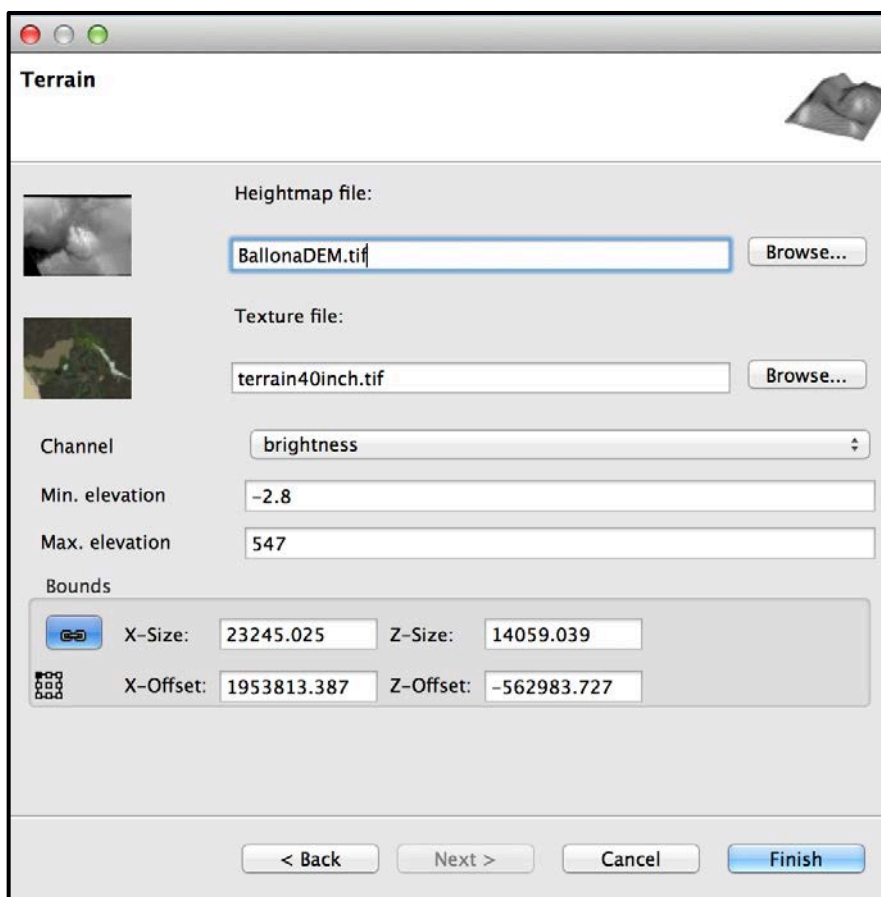 Terrain
Heightmap file:
BallonaDEM.tif
Browse...
Texture file:
terrain40inch.tif
Browse...
Channel
brightness
Min. elevation
-2.8
Max. elevation
547
Bounds
X-Size: 23245.025 Z-Size: 14059.039
X-Offset: 1953813.387 Z-Offset: -562983.727
< Back Next > Cancel Finish